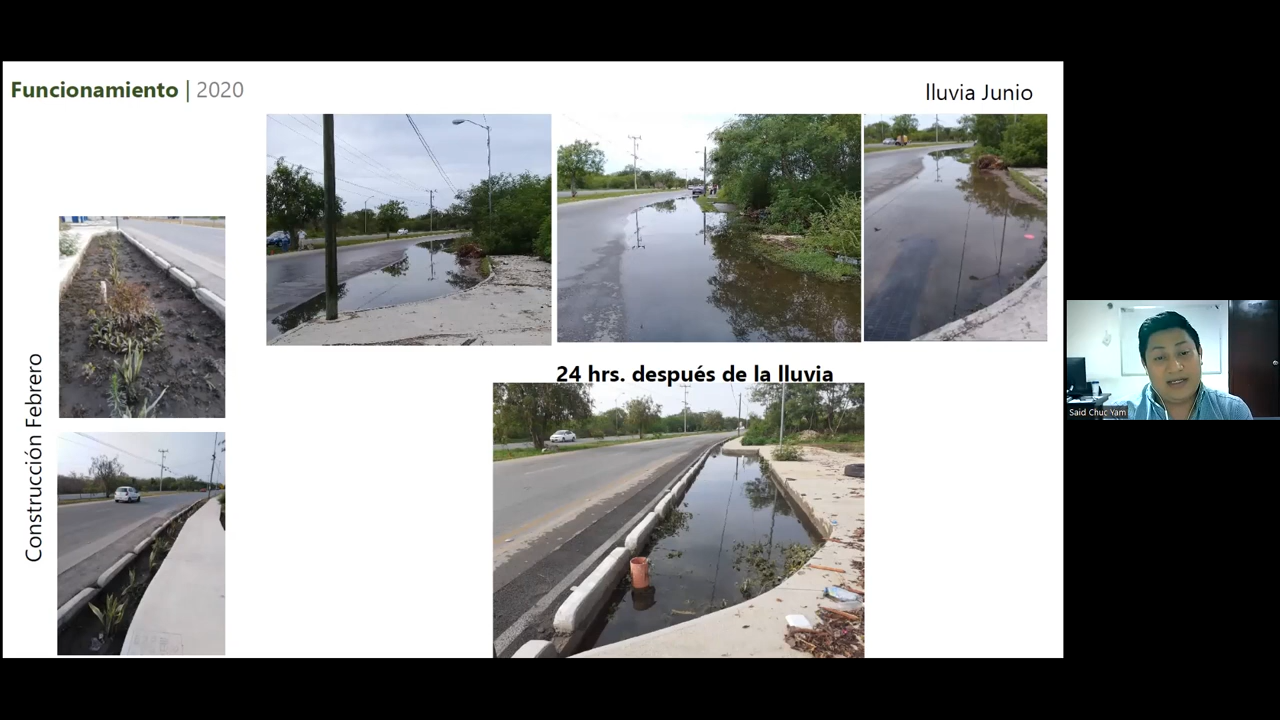 Funcionamiento | 2020
lluvia Junio
Construcción Febrero
24 hrs. después de la lluvia
Said Chuc Yam